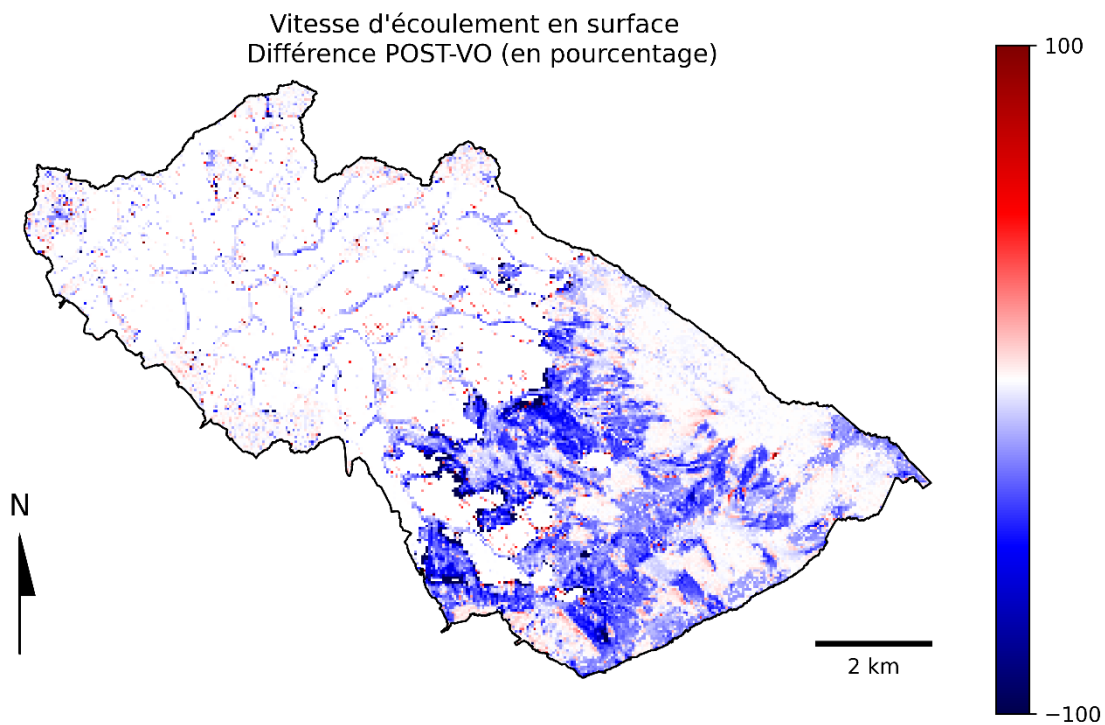 Vitesse d'écoulement en surface
Différence POST-VO (en pourcentage)
100
N
2 km
−100